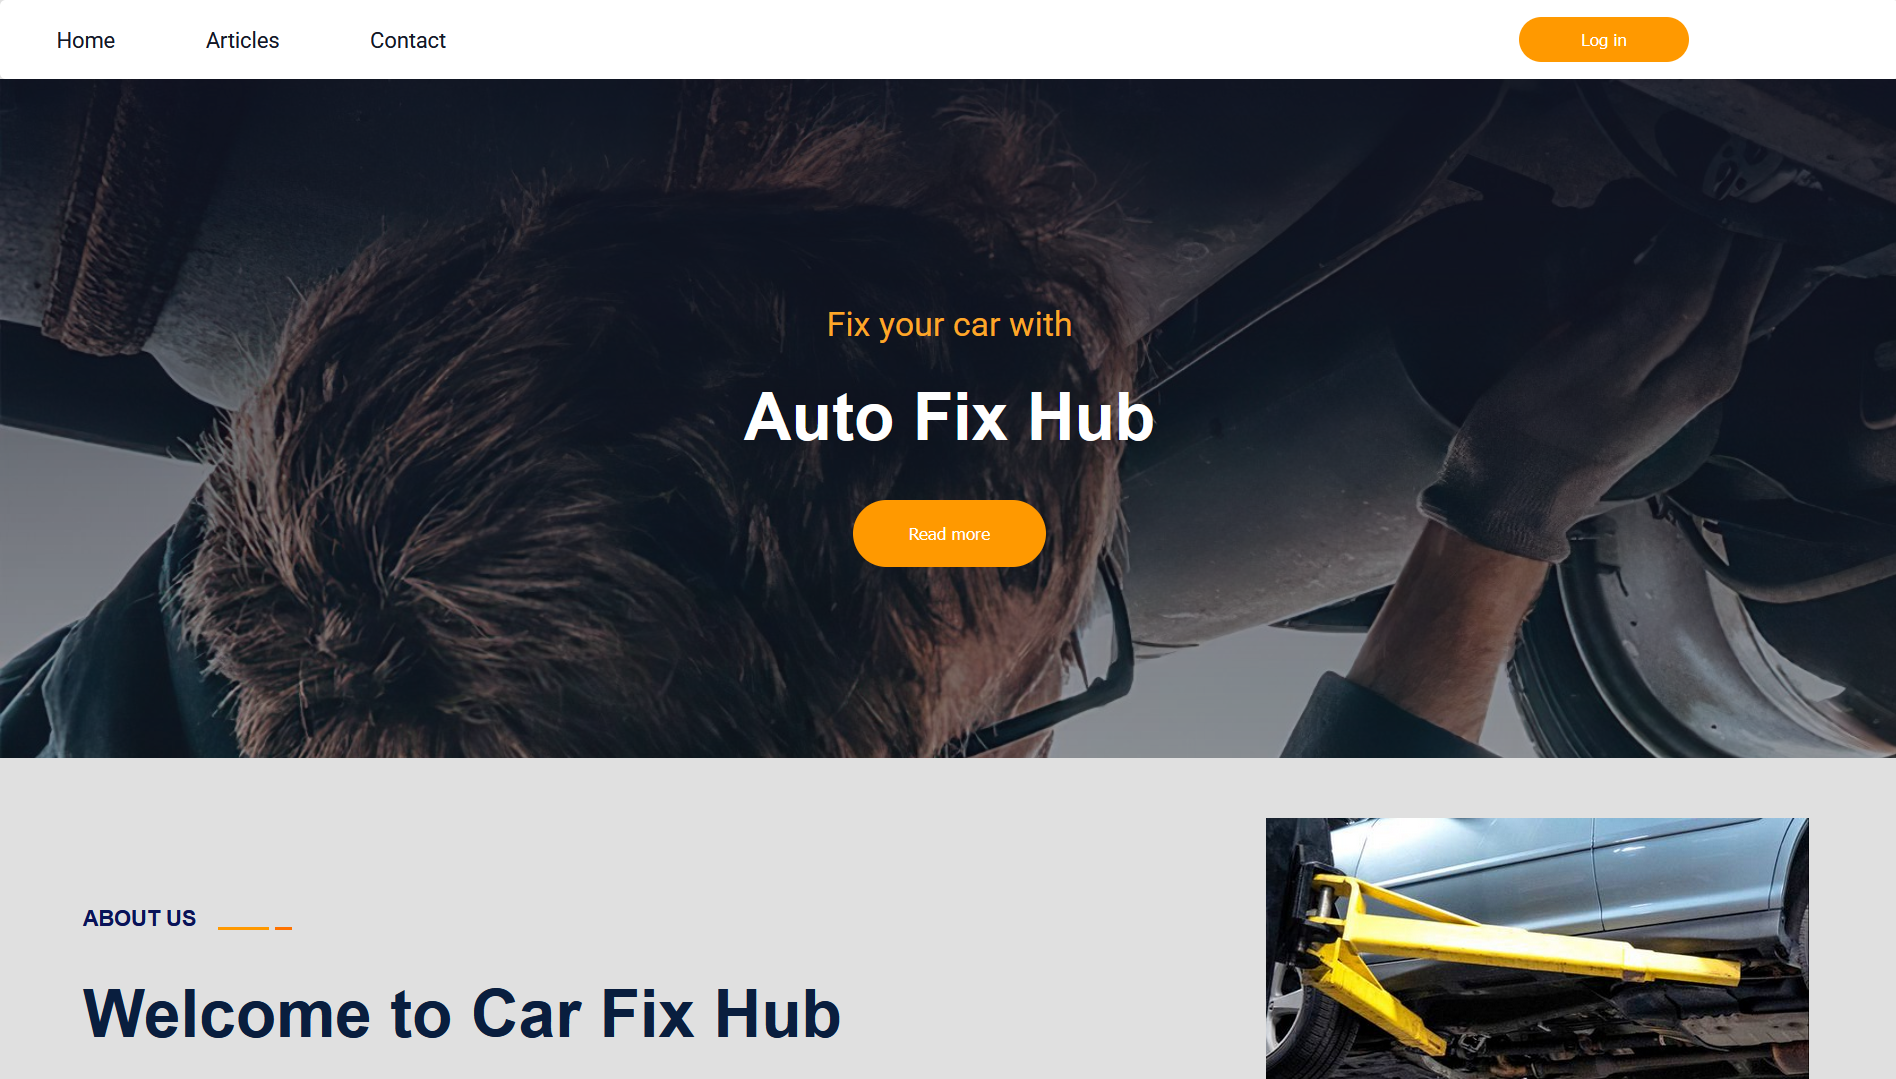 Home Articles Contact Log in
Fix your car with
Auto Fix Hub
Read more
ABOUT US
Welcome to Car Fix Hub